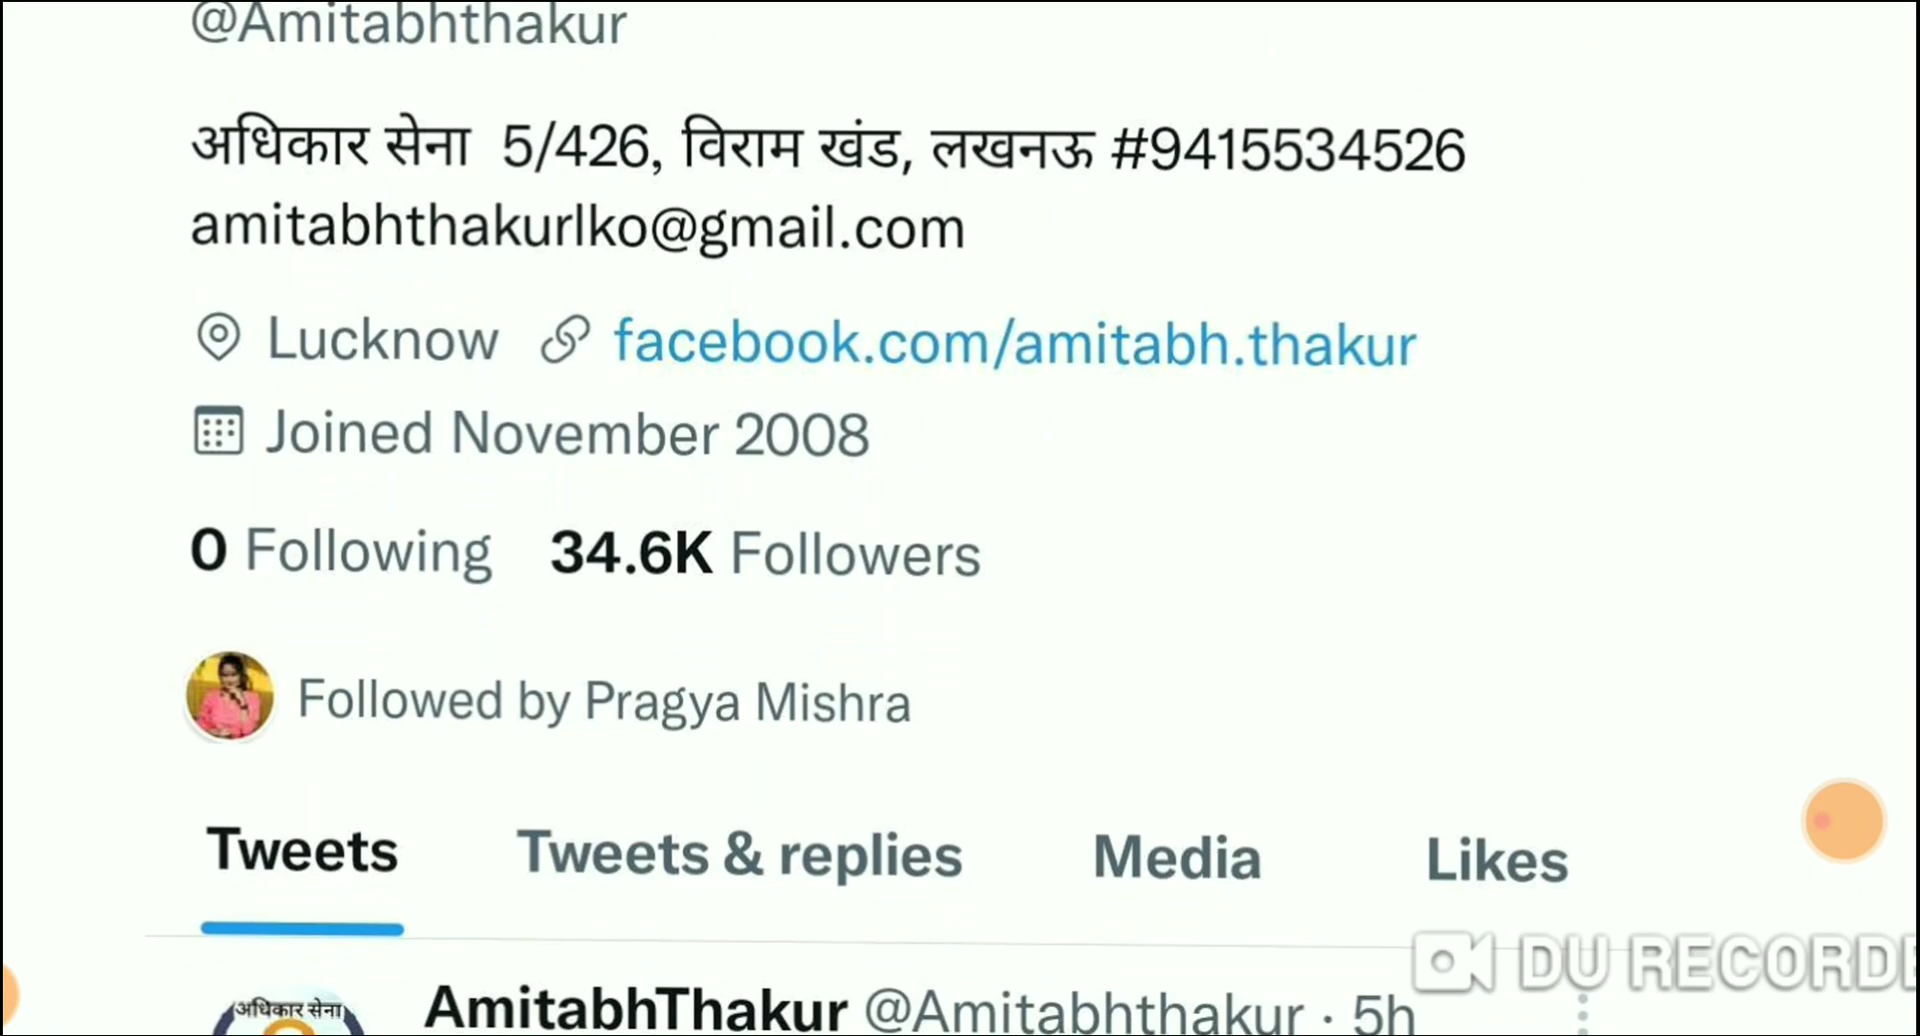 @Amitabhthakur
अधिकार सेना 5/426, विराम खंड, लखनऊ #9415534526
amitabhthakurlko@gmail.com
Lucknow facebook.com/amitabh.thakur
Joined November 2008
0 Following 34.6K Followers
Followed by Pragya Mishra
Tweets Tweets & replies Media Likes
DU RECORDE
अधिकार सेना
AmitabhThakur @Amitabhthakur · 5h